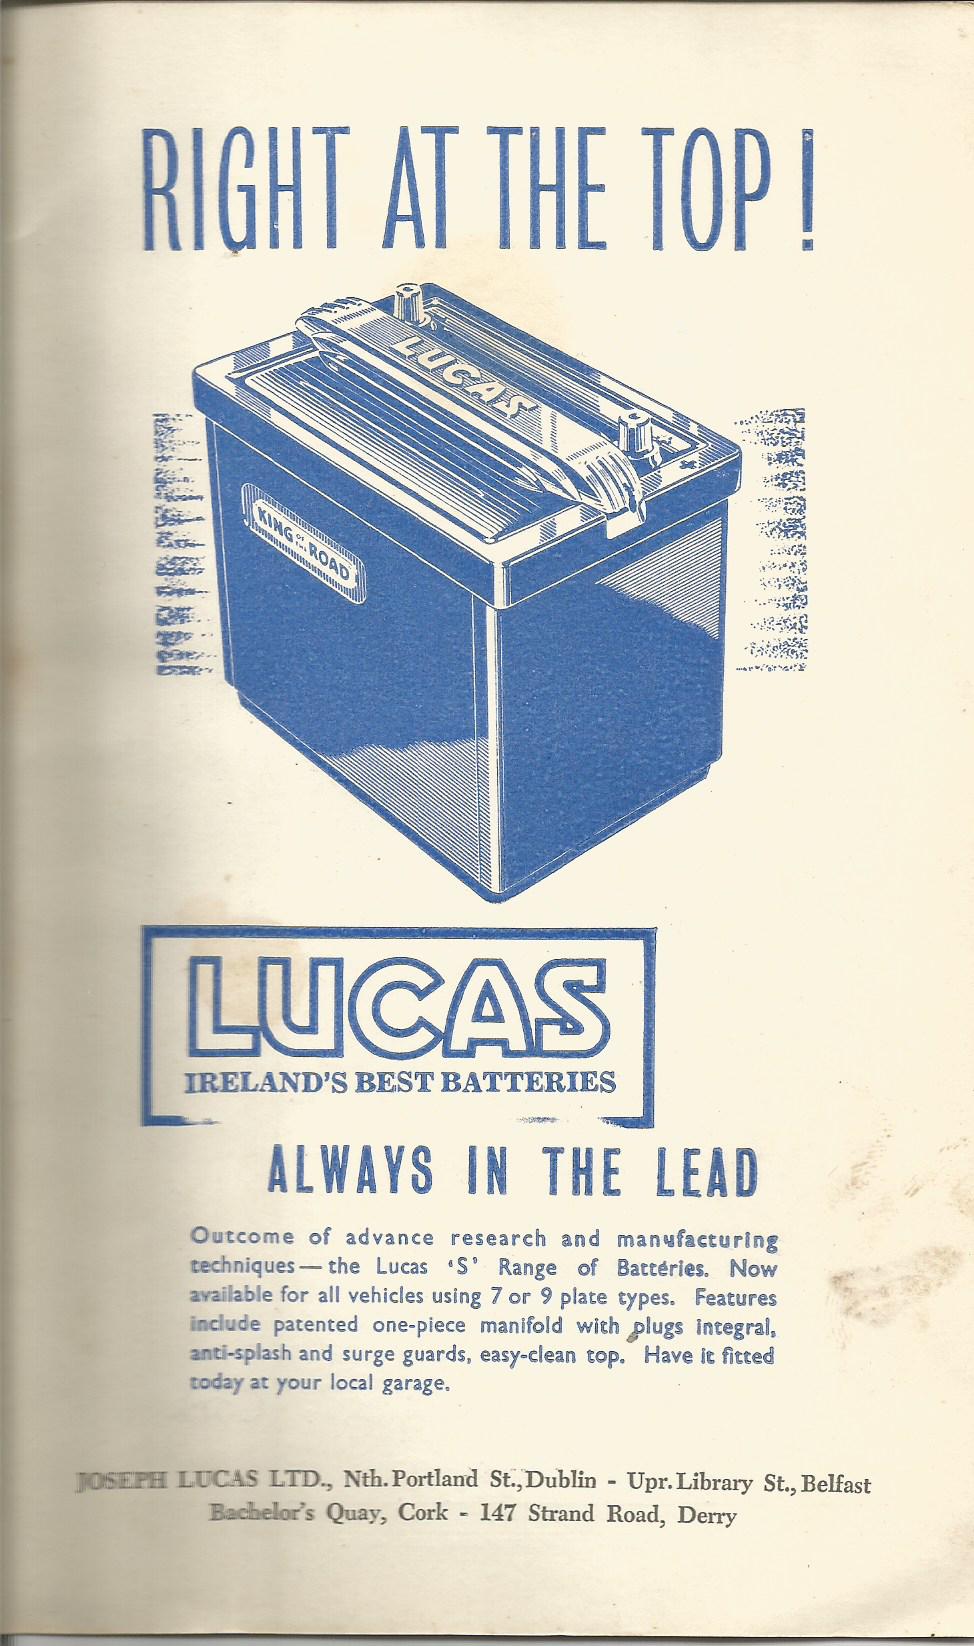 RIGHT AT THE TOP !
LUCAS
KING OF THE ROAD
LUCAS
IRELAND'S BEST BATTERIES
ALWAYS IN THE LEAD
Outcome of advance research and manufacturing
techniques — the Lucas 'S' Range of Batteries. Now
available for all vehicles using 7 or 9 plate types. Features
include patented one-piece manifold with plugs integral,
anti-splash and surge guards, easy-clean top. Have it fitted
today at your local garage.
JOSEPH LUCAS LTD., Nth. Portland St., Dublin - Upr. Library St., Belfast
Bachelor's Quay, Cork - 147 Strand Road, Derry